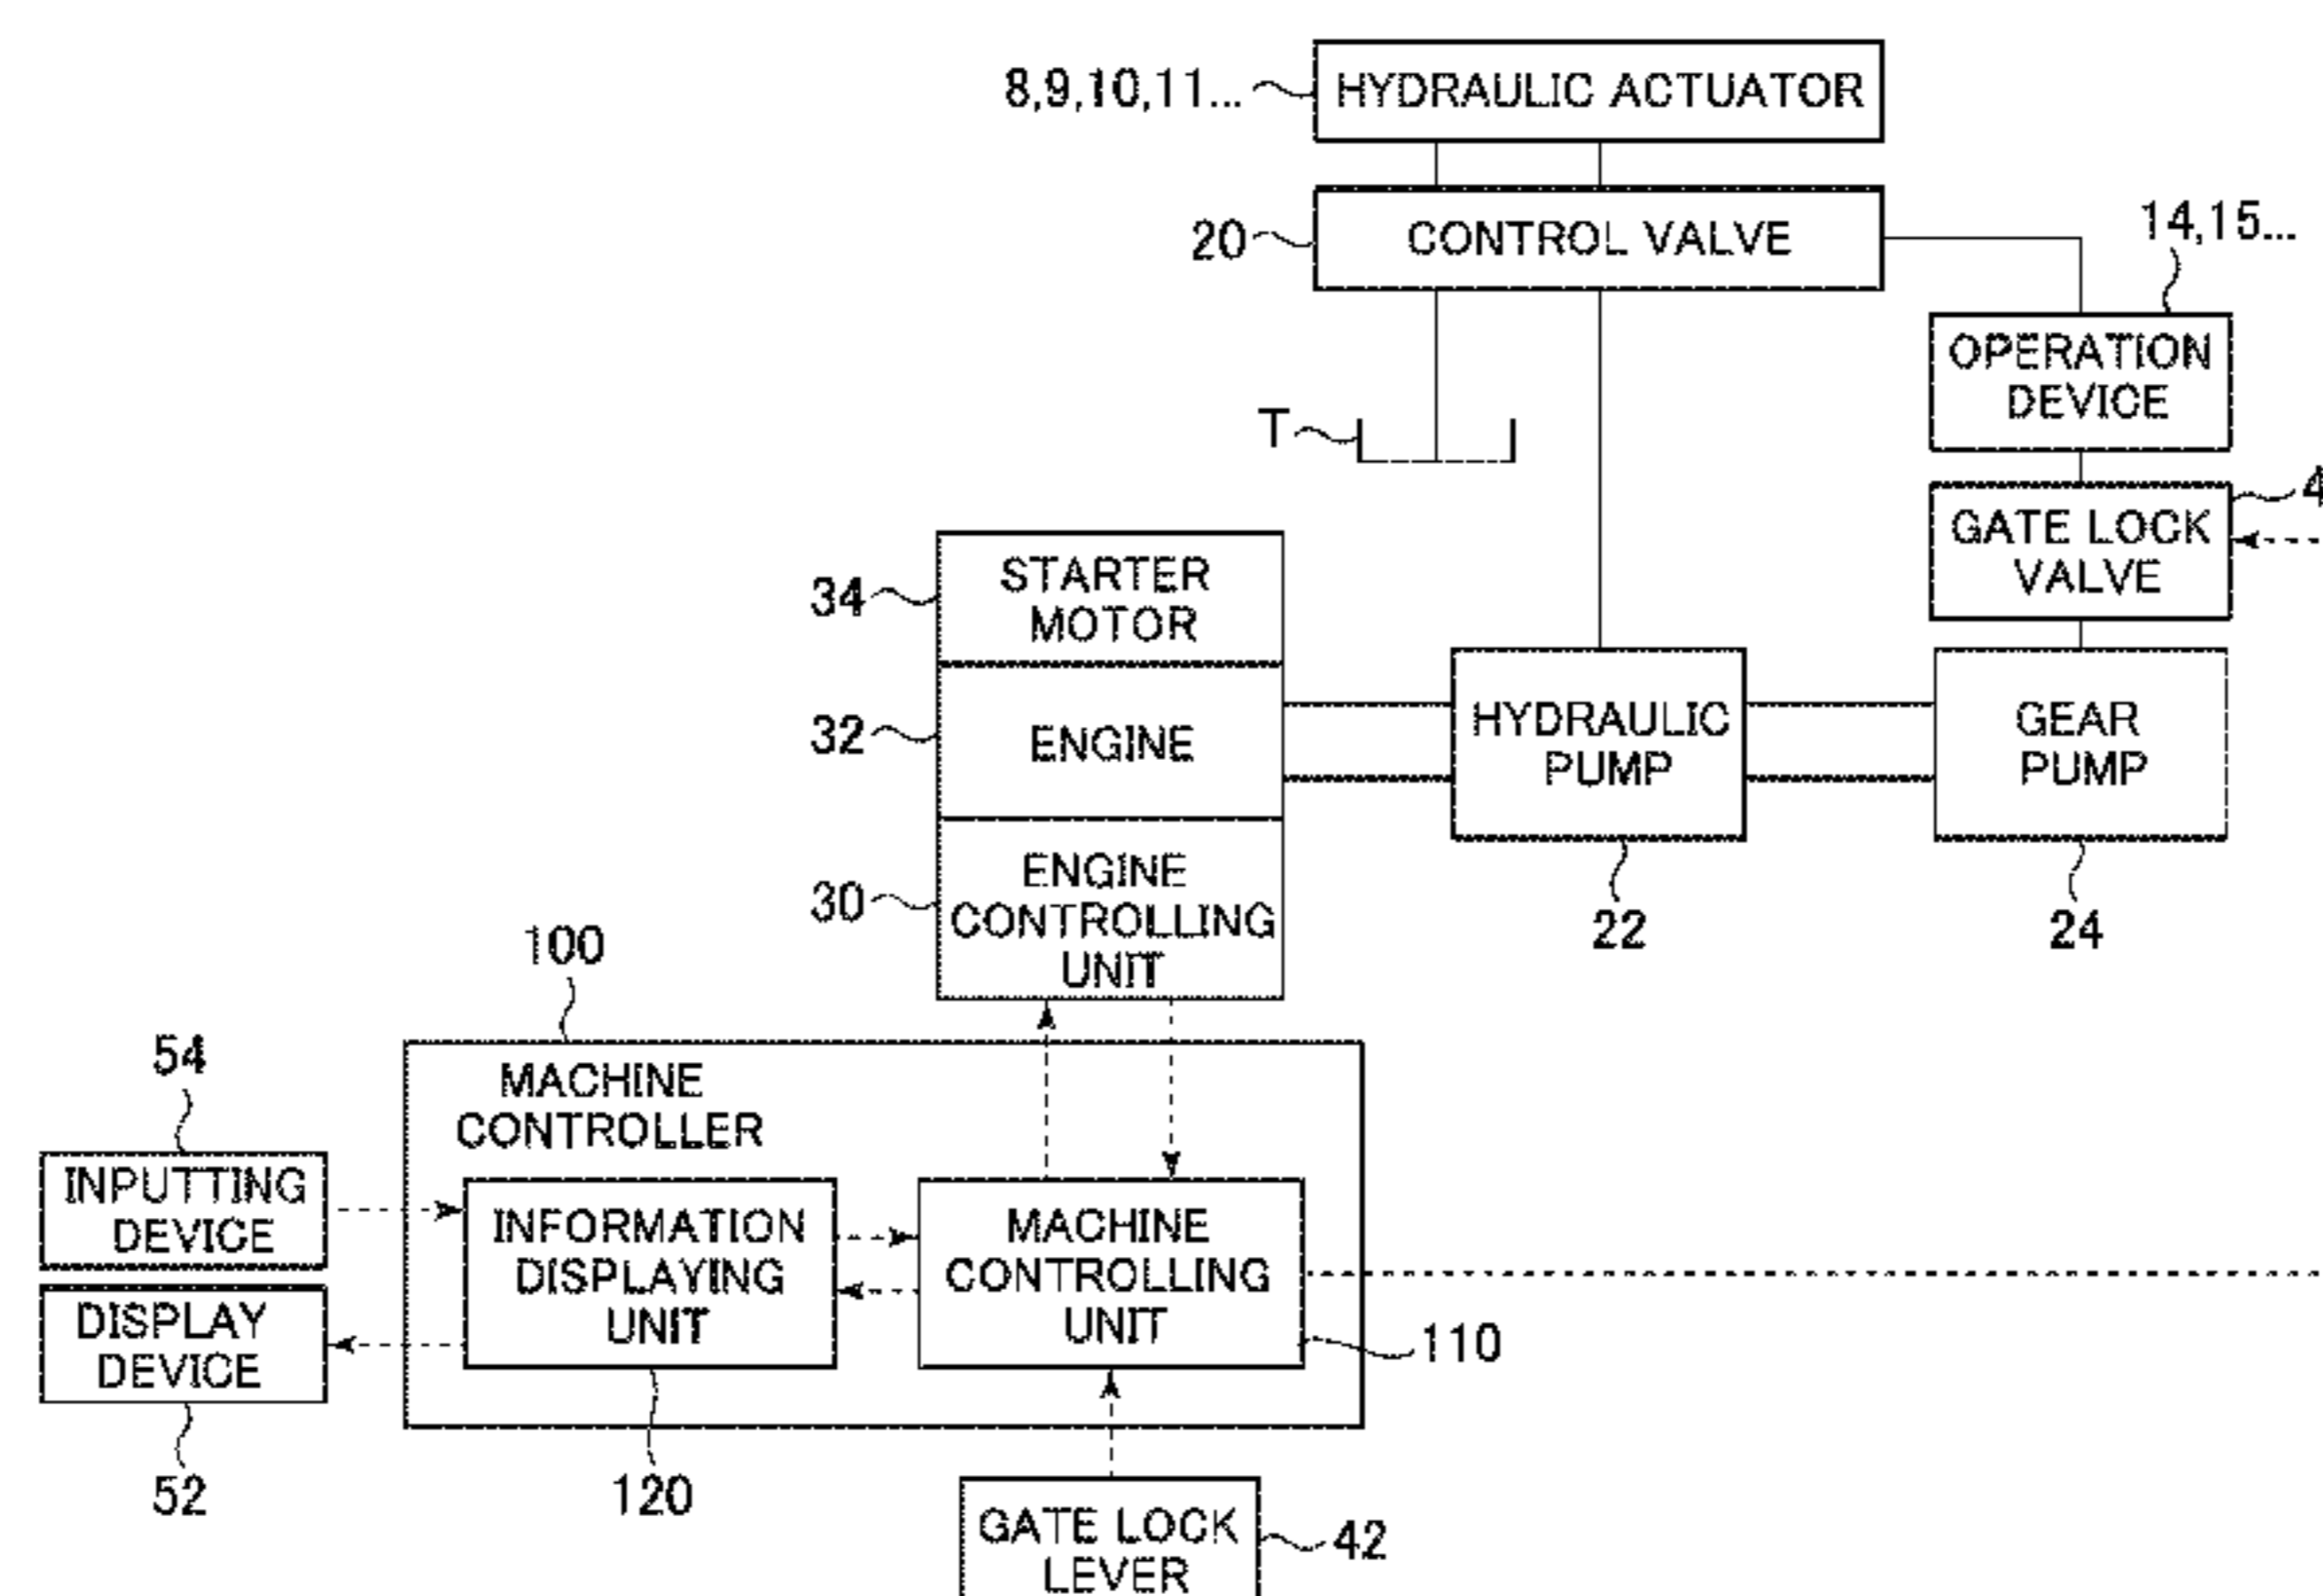 8,9,10,11...
HYDRAULIC ACTUATOR
20
CONTROL VALVE
14,15...
OPERATION
DEVICE
T
4
GATE LOCK
VALVE
34
STARTER
MOTOR
32
ENGINE
HYDRAULIC
PUMP
GEAR
PUMP
30
ENGINE
CONTROLLING
UNIT
22
24
100
MACHINE
CONTROLLER
54
INPUTTING
DEVICE
INFORMATION
DISPLAYING
UNIT
MACHINE
CONTROLLING
UNIT
DISPLAY
DEVICE
110
52
120
GATE LOCK
LEVER
42